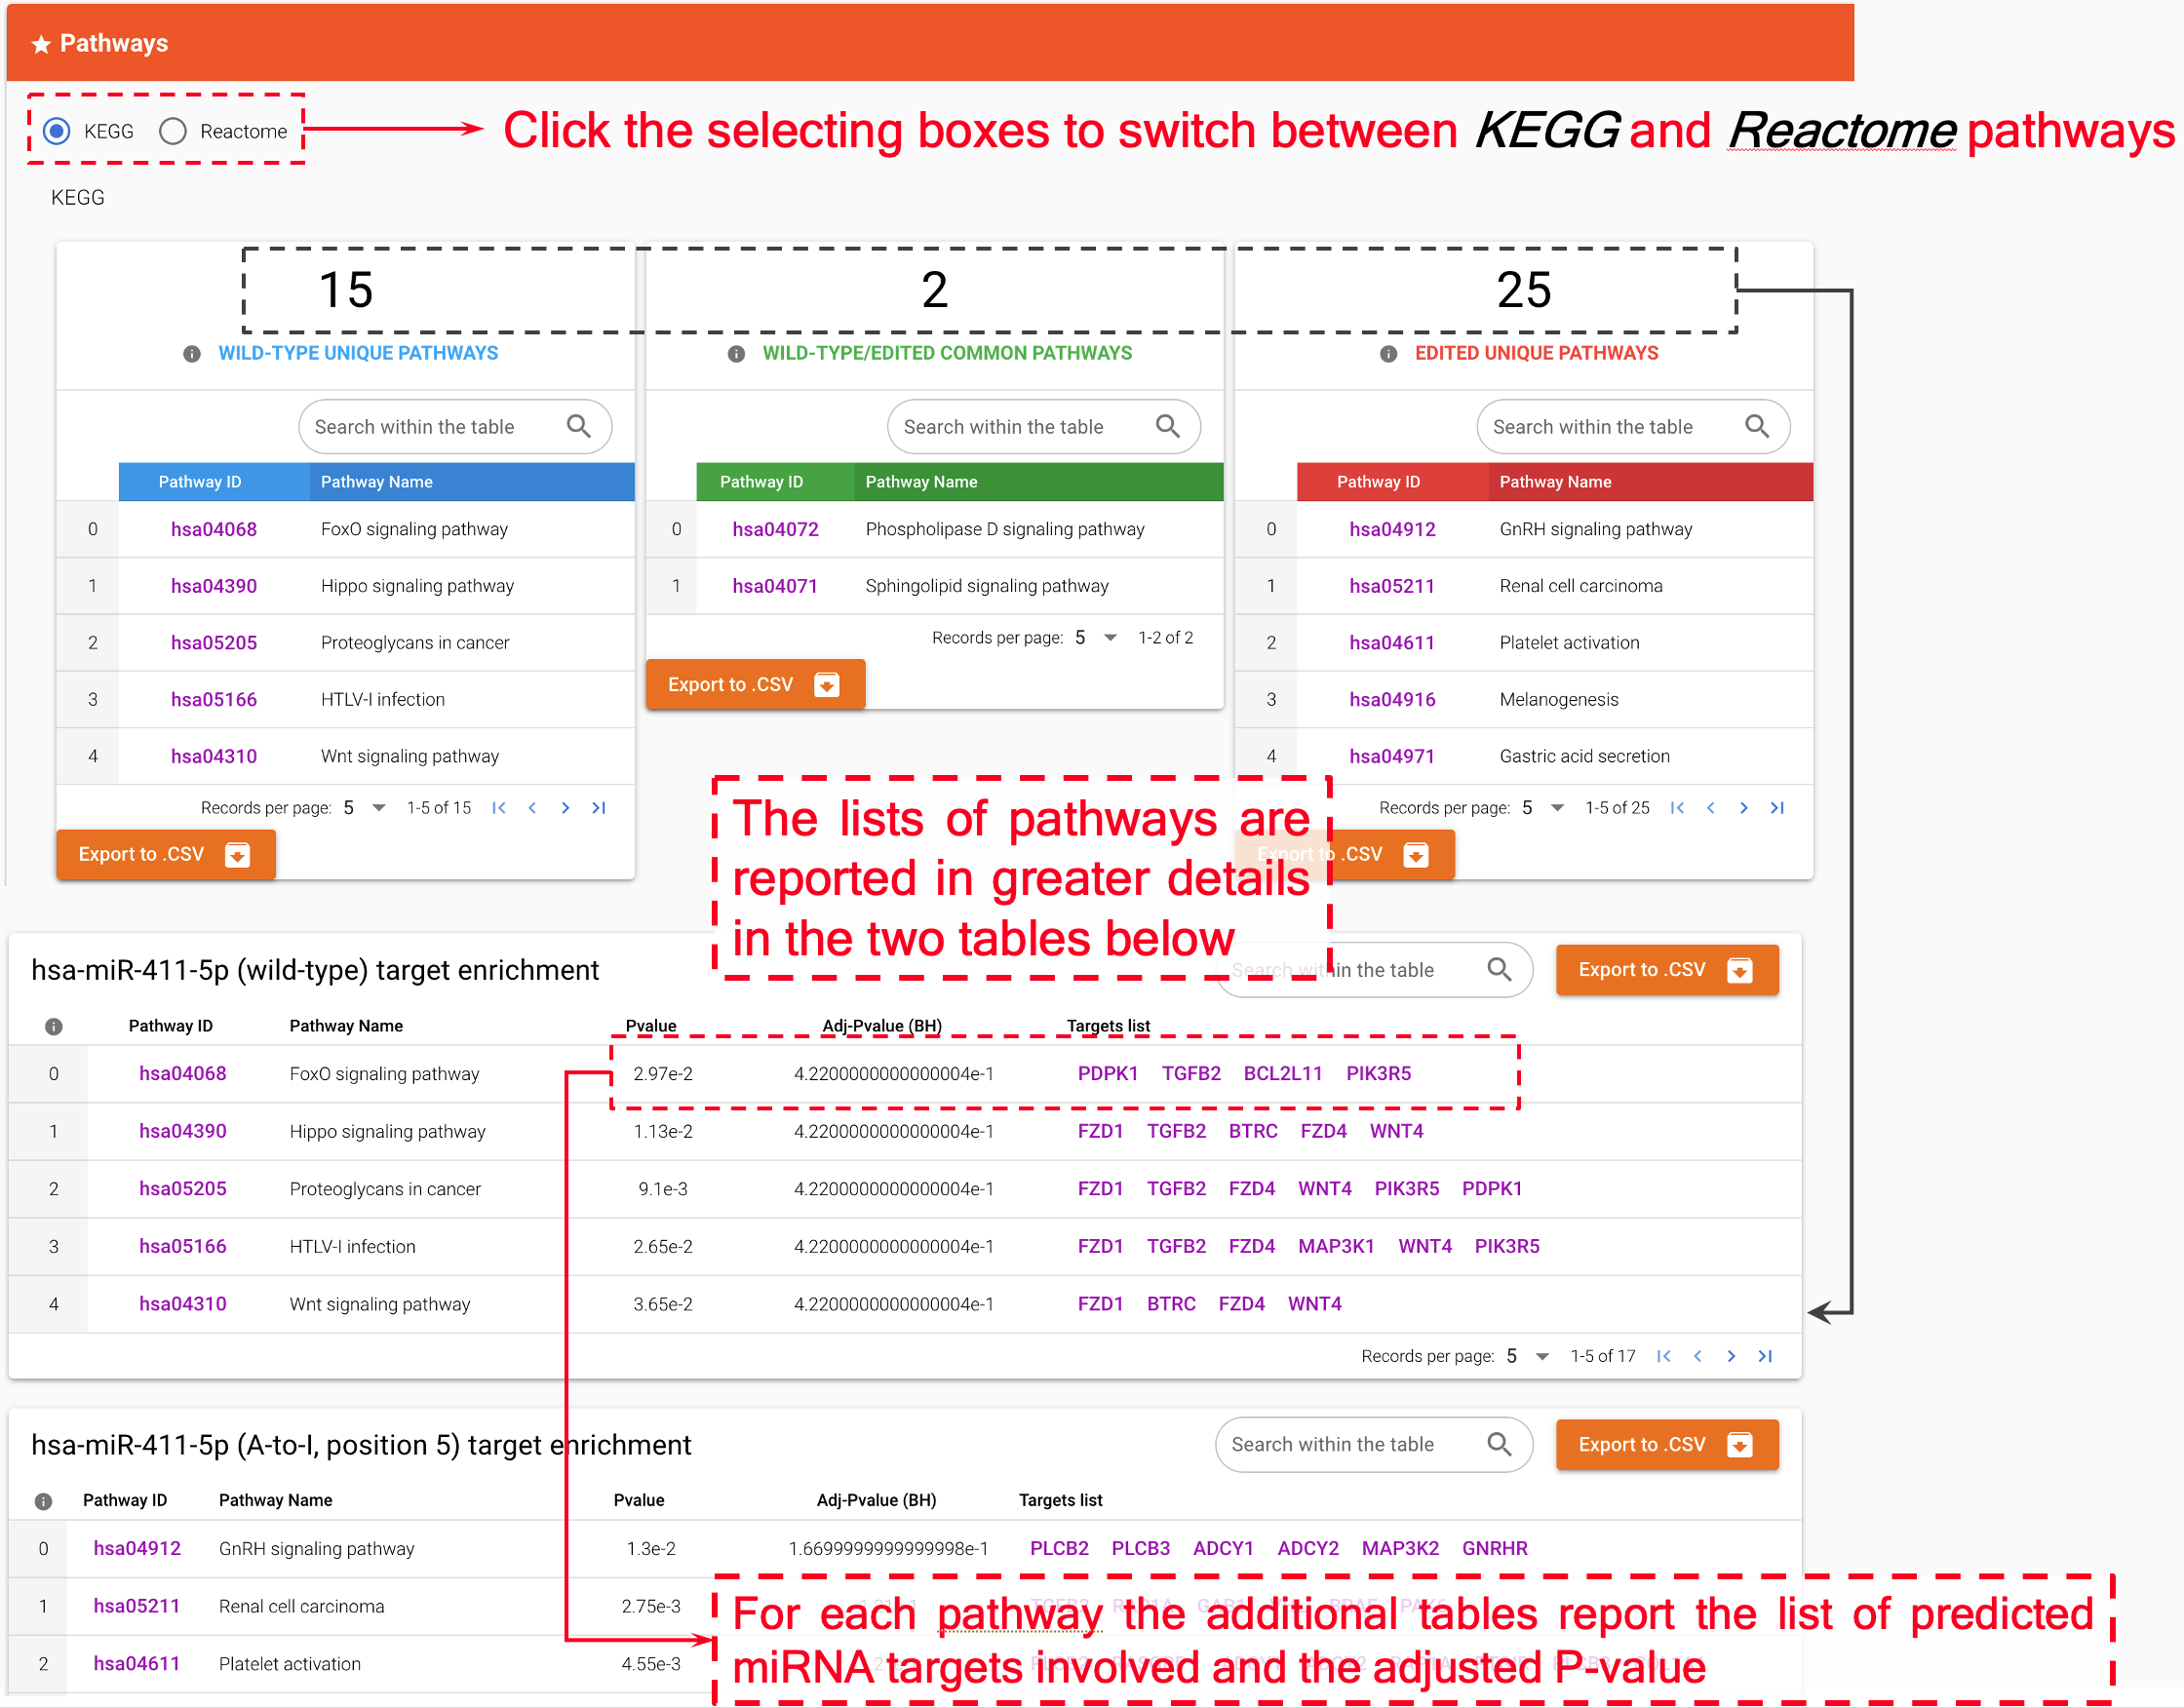 Pathways
KEGG Reactome
Click the selecting boxes to switch between KEGG and Reactome pathways
KEGG
15
WILD-TYPE UNIQUE PATHWAYS
Search within the table
Pathway ID Pathway Name
0 hsa04068 FoxO signaling pathway
1 hsa04390 Hippo signaling pathway
2 hsa05205 Proteoglycans in cancer
3 hsa05166 HTLV-I infection
4 hsa04310 Wnt signaling pathway
Records per page: 5 1-5 of 15
Export to .CSV
2
WILD-TYPE/EDITED COMMON PATHWAYS
Search within the table
Pathway ID Pathway Name
0 hsa04072 Phospholipase D signaling pathway
1 hsa04071 Sphingolipid signaling pathway
Records per page: 5 1-2 of 2
Export to .CSV
25
EDITED UNIQUE PATHWAYS
Search within the table
Pathway ID Pathway Name
0 hsa04912 GnRH signaling pathway
1 hsa05211 Renal cell carcinoma
2 hsa04611 Platelet activation
3 hsa04916 Melanogenesis
4 hsa04971 Gastric acid secretion
Records per page: 5 1-5 of 25
Export to .CSV
The lists of pathways are
reported in greater details
in the two tables below
hsa-miR-411-5p (wild-type) target enrichment
Search within the table
Export to .CSV
Pathway ID Pathway Name Pvalue Adj-Pvalue (BH) Targets list
0 hsa04068 FoxO signaling pathway 2.97e-2 4.2200000000000004e-1 PDPK1 TGFB2 BCL2L11 PIK3R5
1 hsa04390 Hippo signaling pathway 1.13e-2 4.2200000000000004e-1 FZD1 TGFB2 BTRC FZD4 WNT4
2 hsa05205 Proteoglycans in cancer 9.1e-3 4.2200000000000004e-1 FZD1 TGFB2 FZD4 WNT4 PIK3R5 PDPK1
3 hsa05166 HTLV-I infection 2.65e-2 4.2200000000000004e-1 FZD1 TGFB2 FZD4 MAP3K1 WNT4 PIK3R5
4 hsa04310 Wnt signaling pathway 3.65e-2 4.2200000000000004e-1 FZD1 BTRC FZD4 WNT4
Records per page: 5 1-5 of 17
hsa-miR-411-5p (A-to-I, position 5) target enrichment
Search within the table
Export to .CSV
Pathway ID Pathway Name Pvalue Adj-Pvalue (BH) Targets list
0 hsa04912 GnRH signaling pathway 1.3e-2 1.6699999999999998e-1 PLCB2 PLCB3 ADCY1 ADCY2 MAP3K2 GNRHR
1 hsa05211 Renal cell carcinoma 2.75e-3
2 hsa04611 Platelet activation 4.55e-3
For each pathway the additional tables report the list of predicted
miRNA targets involved and the adjusted P-value